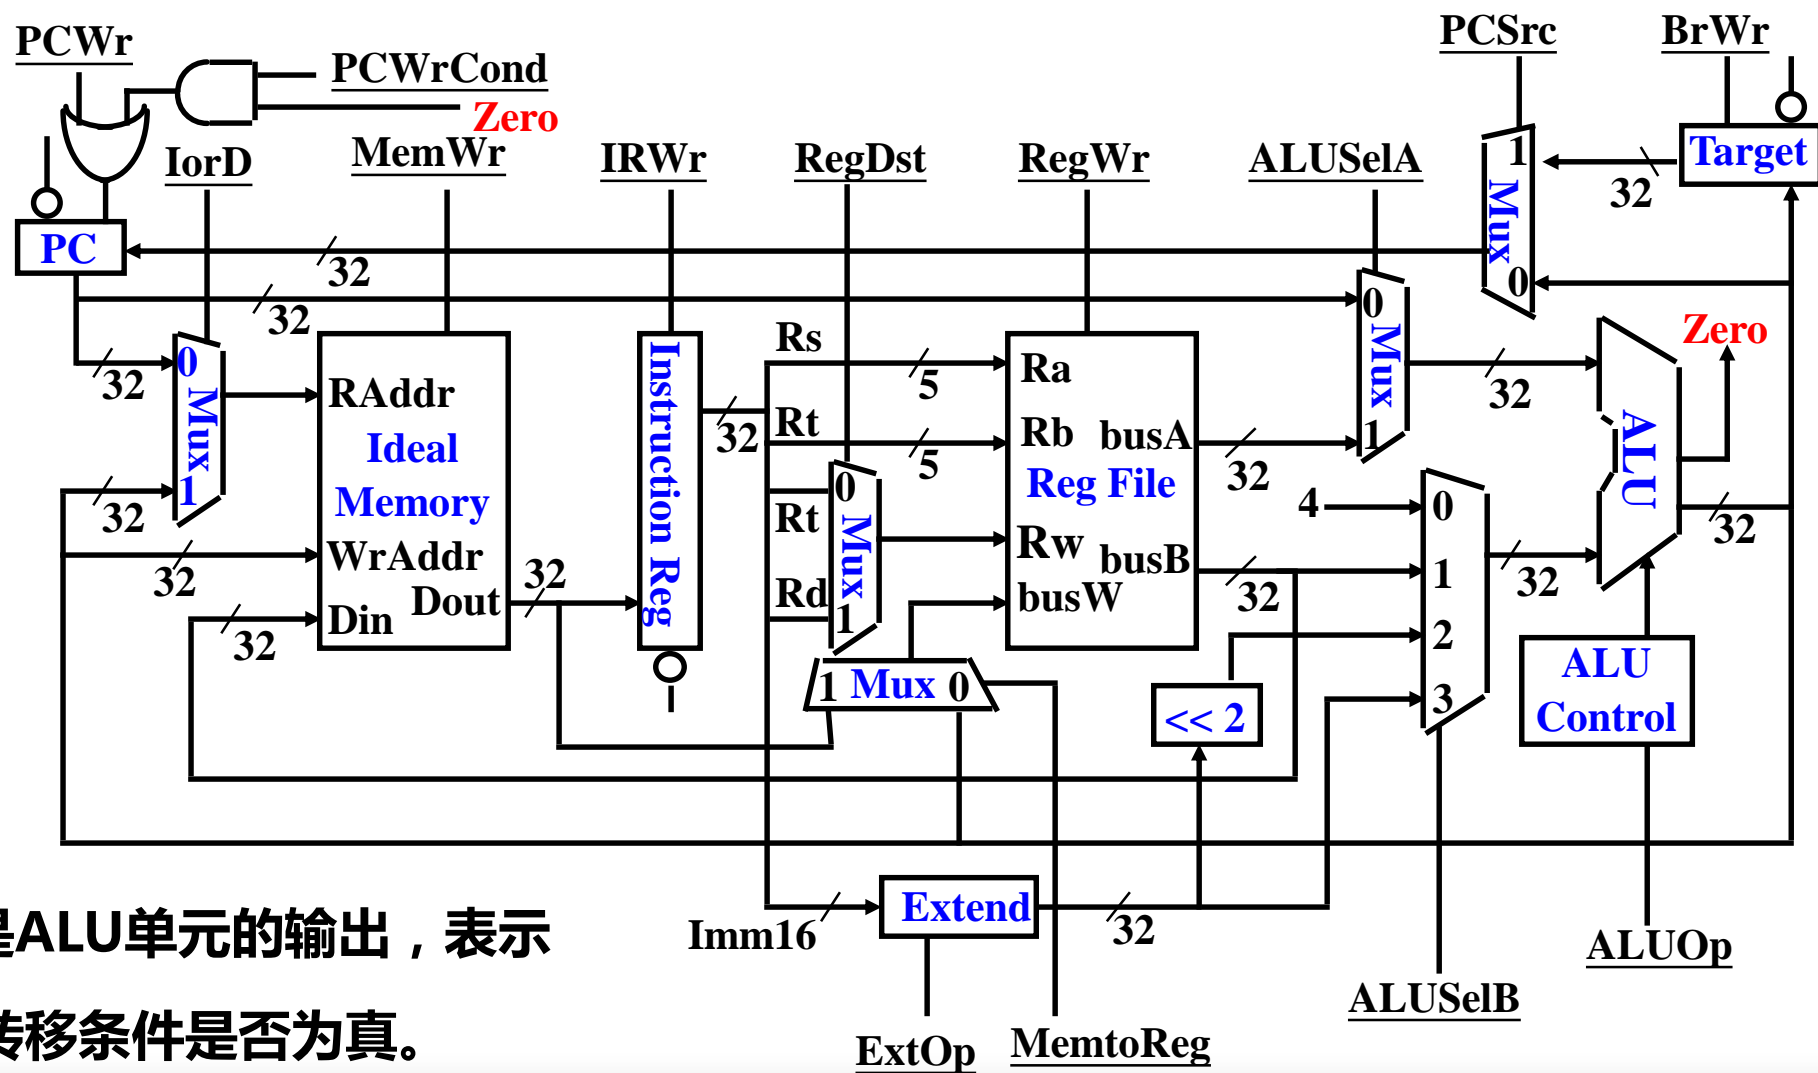 PCWr
PCWrCond
Zero
PCSrc
BrWr
IorD
MemWr
IRWr
RegDst
RegWr
ALUSelA
1
Mux
0
32
Target
PC
32
32
0
Mux
1
32
32
32
32
RAddr
Ideal
Memory
WrAddr
Din
Dout
32
Instruction Reg
32
Rs
Rt
Rt
Rd
5
5
0
Mux
1
Ra
Rb
busA
Reg File
Rw
busB
busW
32
32
0
Mux
1
32
4
0
1
2
3
32
ALU
Zero
32
1 Mux 0
<< 2
ALU
Control
Imm16
Extend
32
ExtOp
MemtoReg
ALUSelB
ALUOp
是ALU单元的输出，表示
转移条件是否为真。